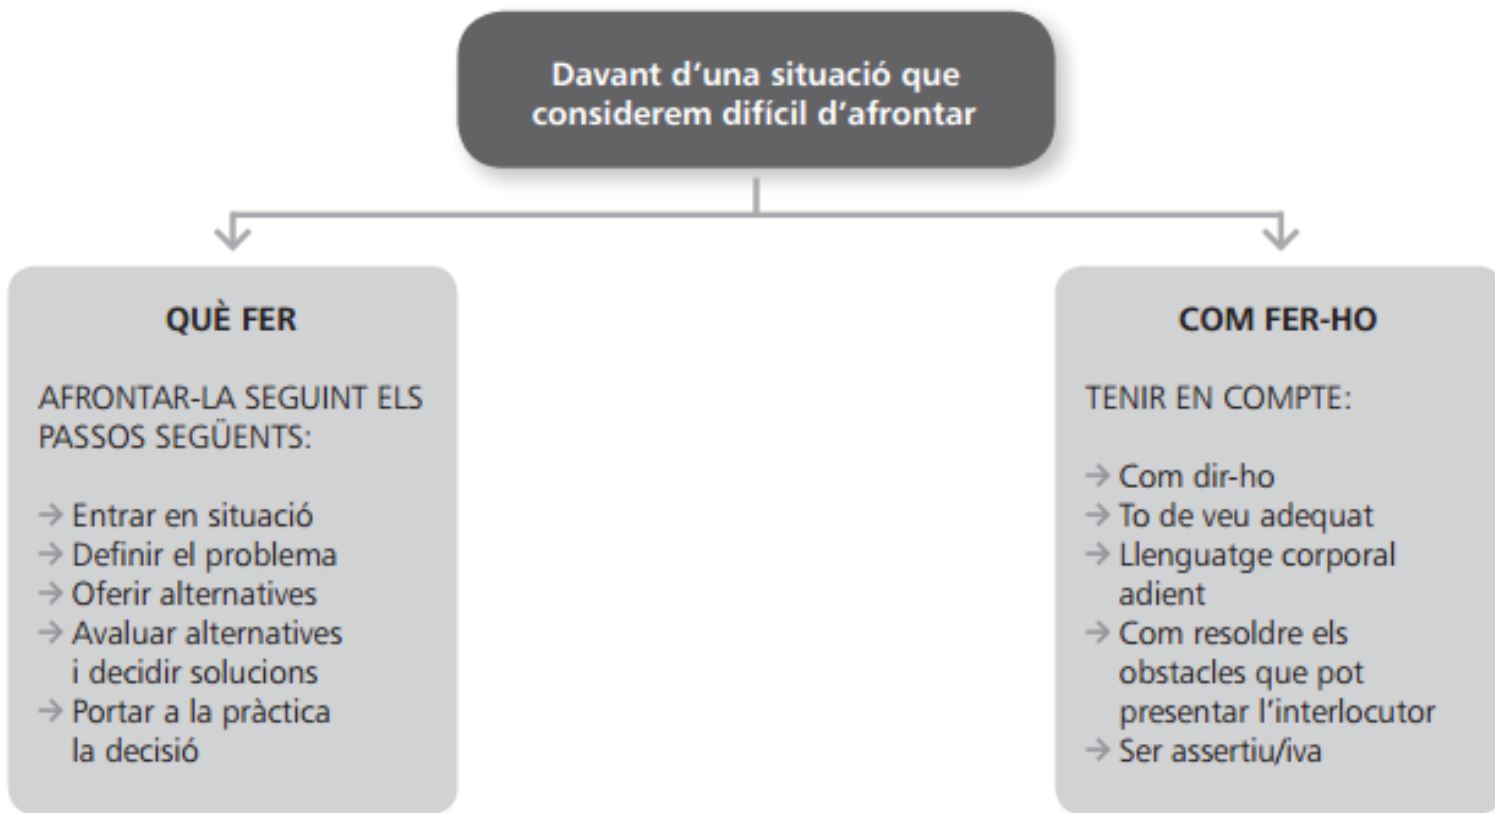 Davant d’una situació que
considerem difícil d’afrontar
QUÈ FER
AFRONTAR-LA SEGUINT ELS
PASSOS SEGÜENTS:
→ Entrar en situació
→ Definir el problema
→ Oferir alternatives
→ Avaluar alternatives
i decidir solucions
→ Portar a la pràctica
la decisió
COM FER-HO
TENIR EN COMPTE:
→ Com dir-ho
→ To de veu adequat
→ Llenguatge corporal
adient
→ Com resoldre els
obstacles que pot
presentar l’interlocutor
→ Ser assertiu/iva